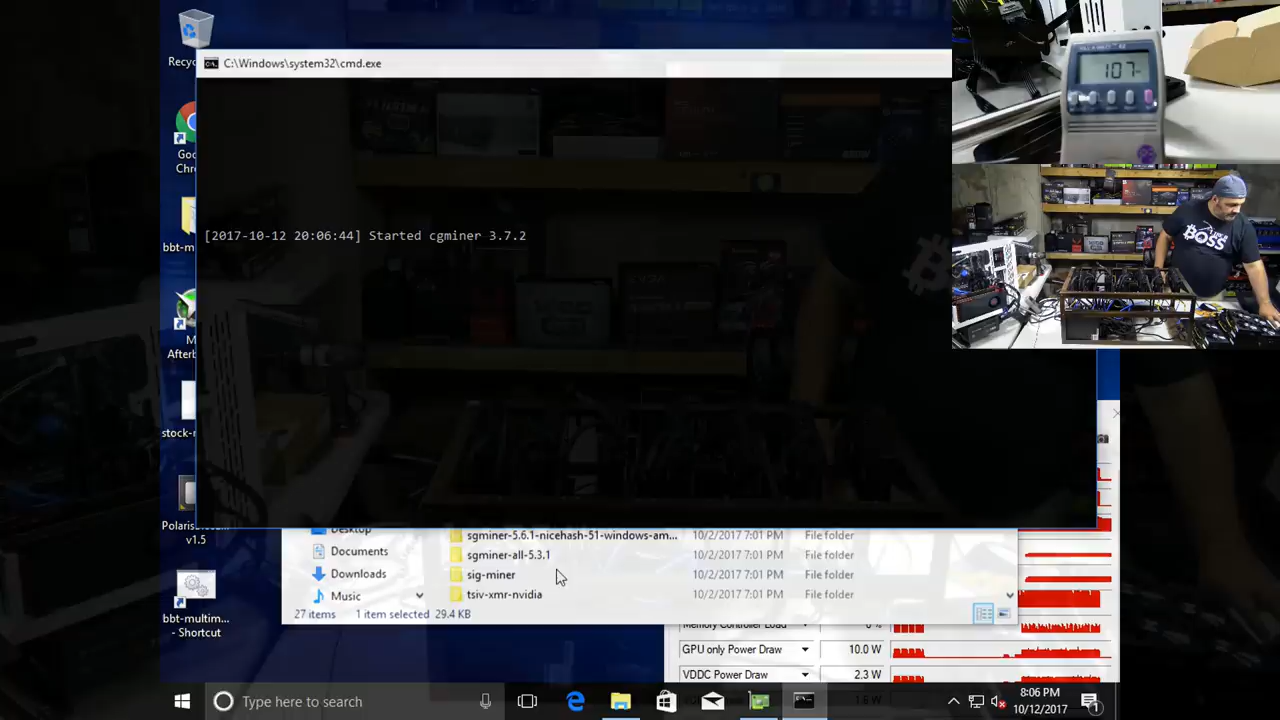 Recyc
C:\Windows\system32\cmd.exe
[2017-10-12 20:06:44] Started cgminer 3.7.2
107
BOSS
Goo
Chr
bbt-m
M
Afterb
stock-r
v1.5
bbt-multim...
- Shortcut
Desktop
Documents
Downloads
Music
sgminer-5.6.1-nicehash-51-windows-am... 10/2/2017 7:01 PM File folder
sgminer-all-5.3.1 10/2/2017 7:01 PM File folder
sig-miner 10/2/2017 7:01 PM File folder
tsiv-xmr-nvidia 10/2/2017 7:01 PM File folder
27 items 1 item selected 29.4 KB
Memory Controller Load 0 %
GPU only Power Draw 10.0 W
VDDC Power Draw 2.3 W
Type here to search
8:06 PM
10/12/2017